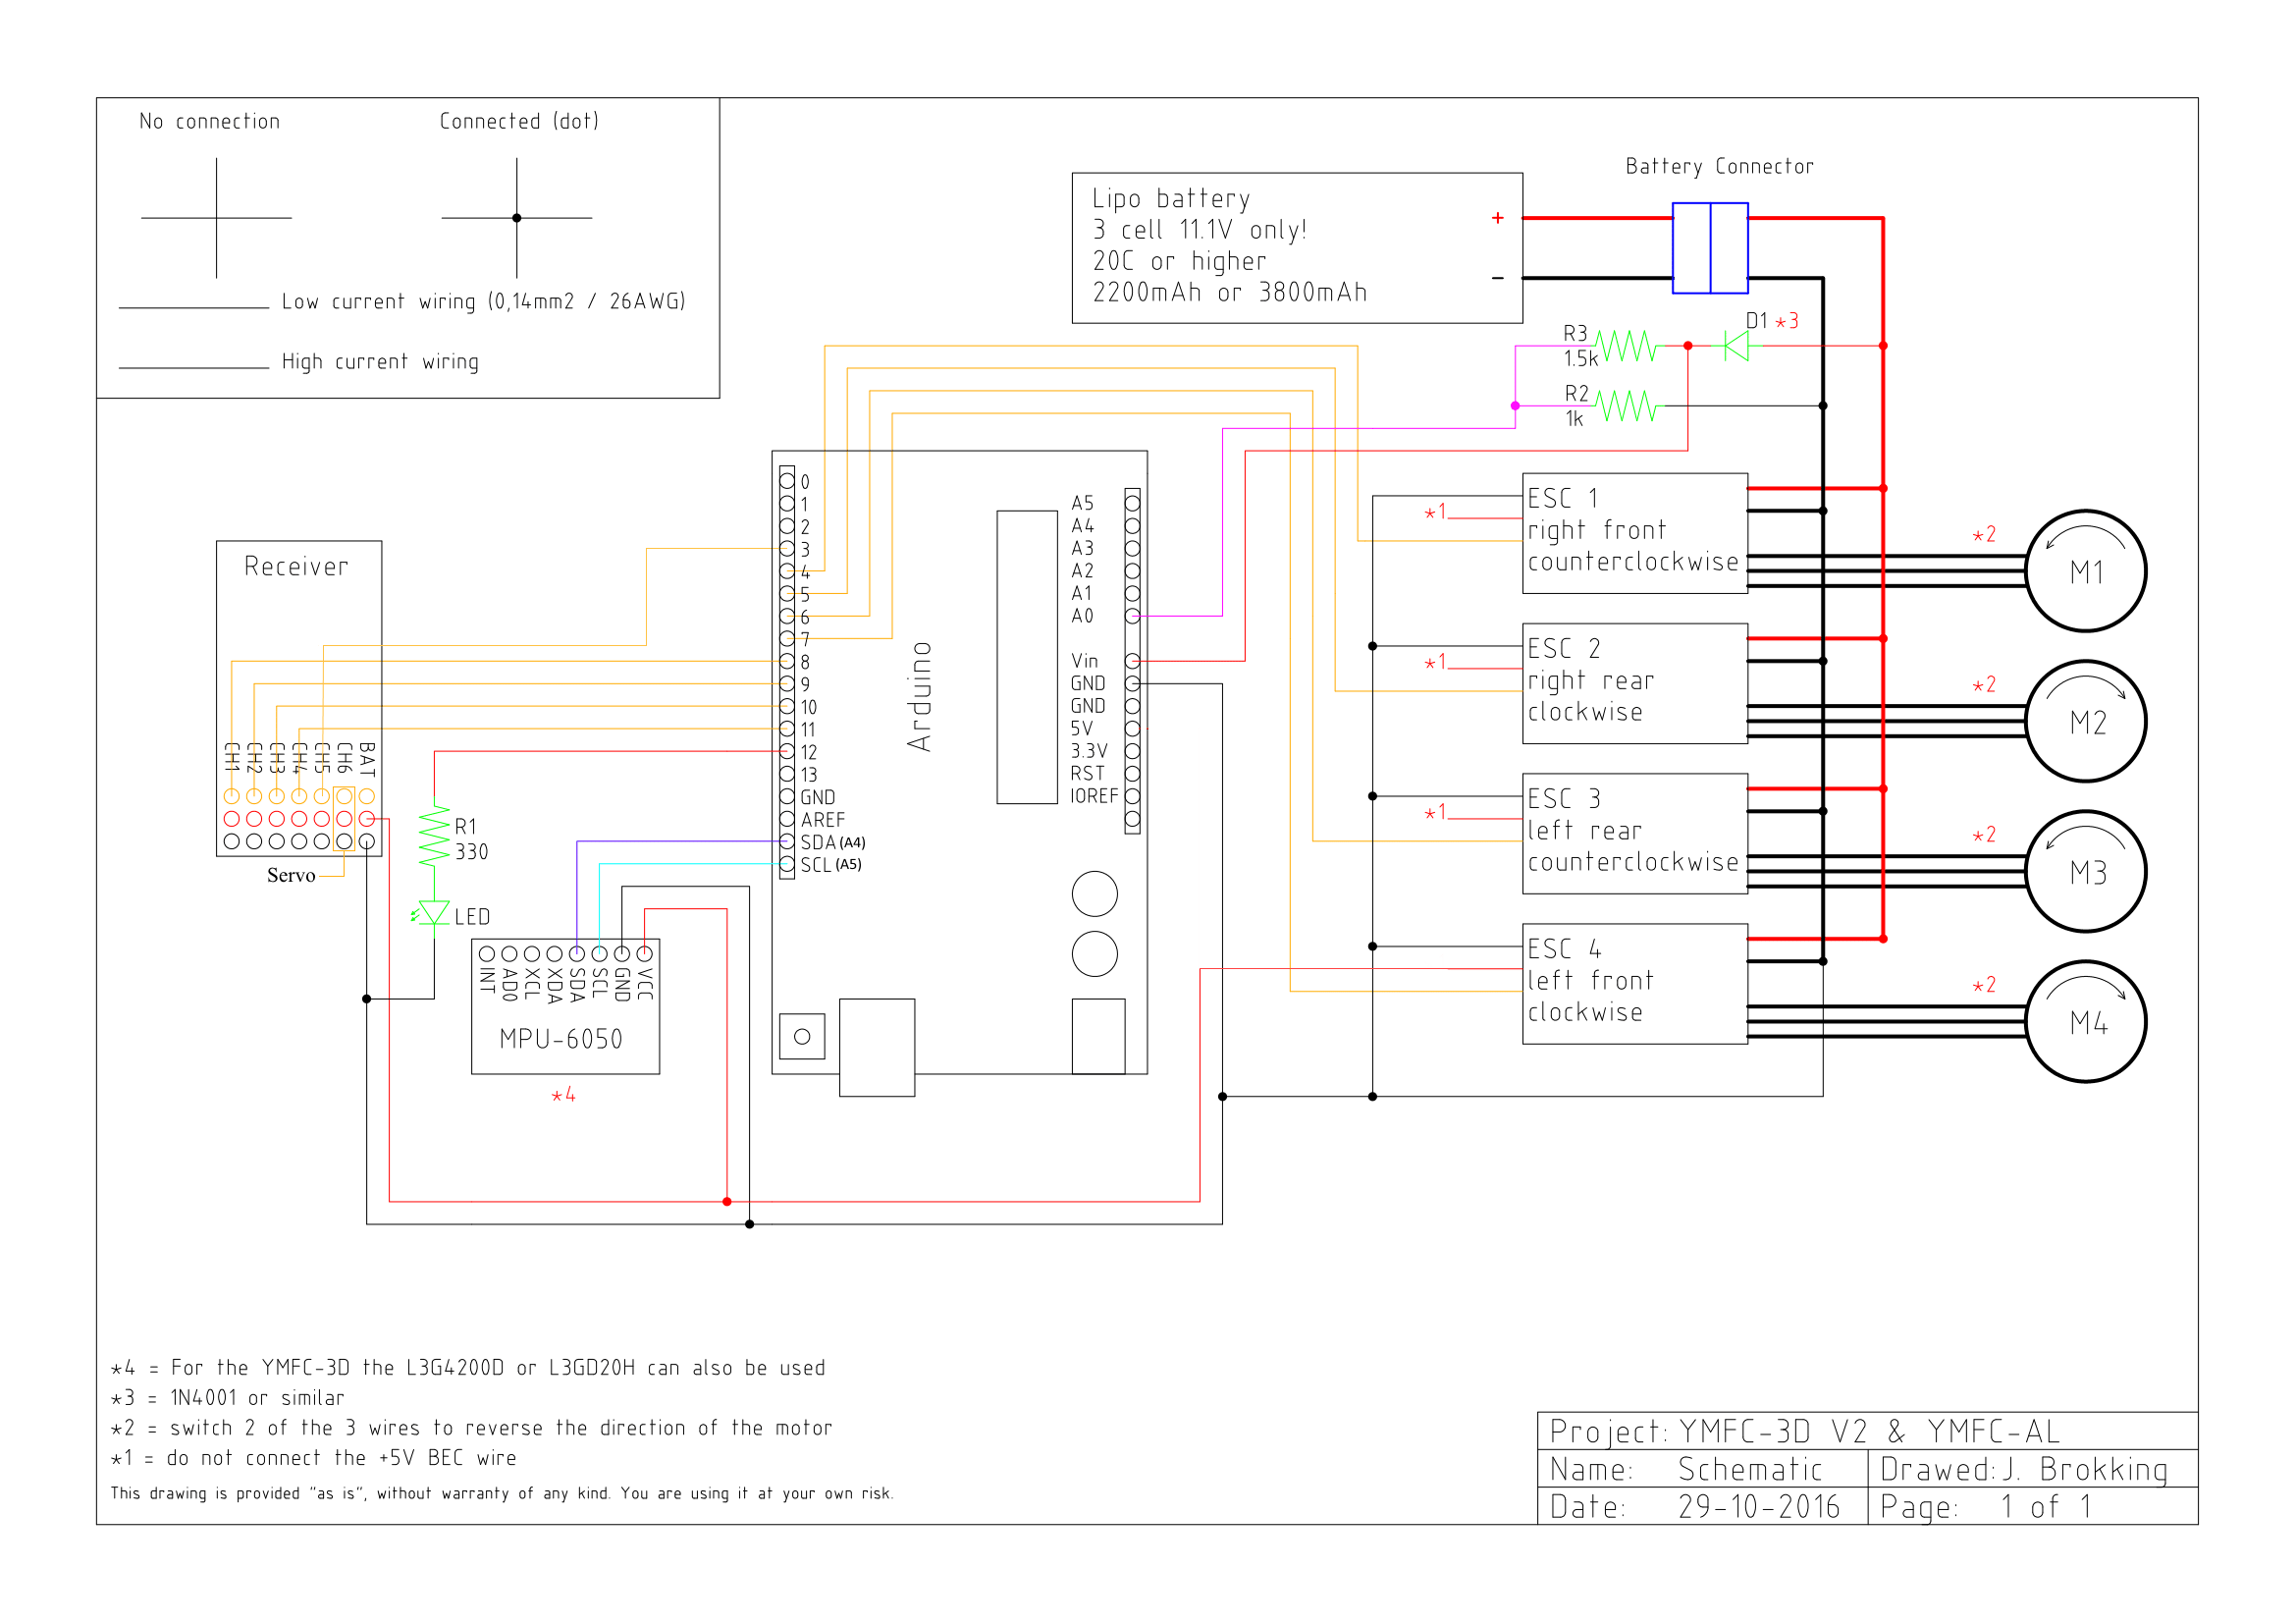 No connection
Connected (dot)
Low current wiring (0,14mm2 / 26AWG)
High current wiring
Battery Connector
Lipo battery
3 cell 11.1V only!
20C or higher
2200mAh or 3800mAh
+
-
R3
1.5k
D1 *3
R2
1k
Receiver
CH1
CH2
CH3
CH4
CH5
CH6
BAT
Servo
R1
330
LED
INT
AD0
XCL
XDA
SDA
SCL
GND
VCC
MPU-6050
*4
Arduino
0
1
2
3
4
5
6
7
8
9
10
11
12
13
GND
AREF
SDA (A4)
SCL (A5)
A5
A4
A3
A2
A1
A0
Vin
GND
GND
5V
3.3V
RST
IOREF
*1
ESC 1
right front
counterclockwise
*2
M1
*1
ESC 2
right rear
clockwise
*2
M2
*1
ESC 3
left rear
counterclockwise
*2
M3
ESC 4
left front
clockwise
*2
M4
*4 = For the YMFC-3D the L3G4200D or L3GD20H can also be used
*3 = 1N4001 or similar
*2 = switch 2 of the 3 wires to reverse the direction of the motor
*1 = do not connect the +5V BEC wire
This drawing is provided "as is", without warranty of any kind. You are using it at your own risk.
Project: YMFC-3D V2 & YMFC-AL
Name: Schematic
Drawed: J. Brokking
Date: 29-10-2016
Page: 1 of 1